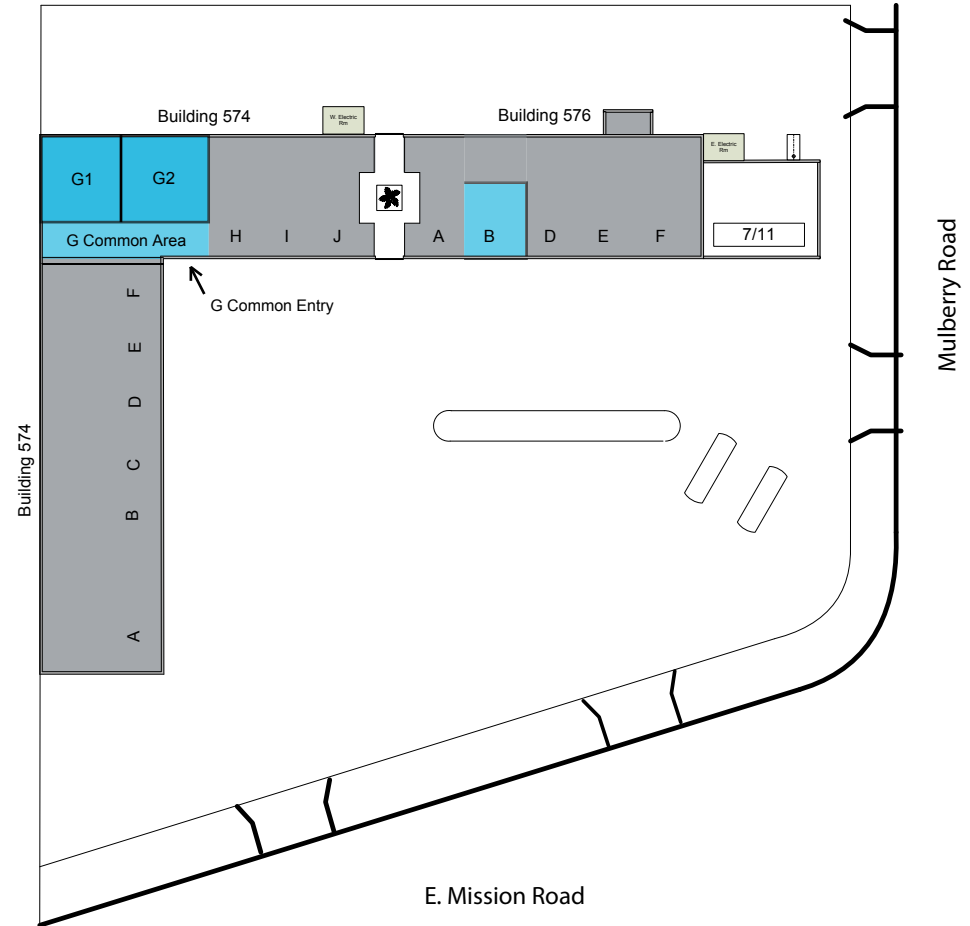 Building 574
W. Electric
Rm
Building 576
E. Electric
Rm
G1
G2
G Common Area
H
I
J
A
B
D
E
F
7/11
G Common Entry
F
E
D
C
B
A
Building 574
Mulberry Road
E. Mission Road